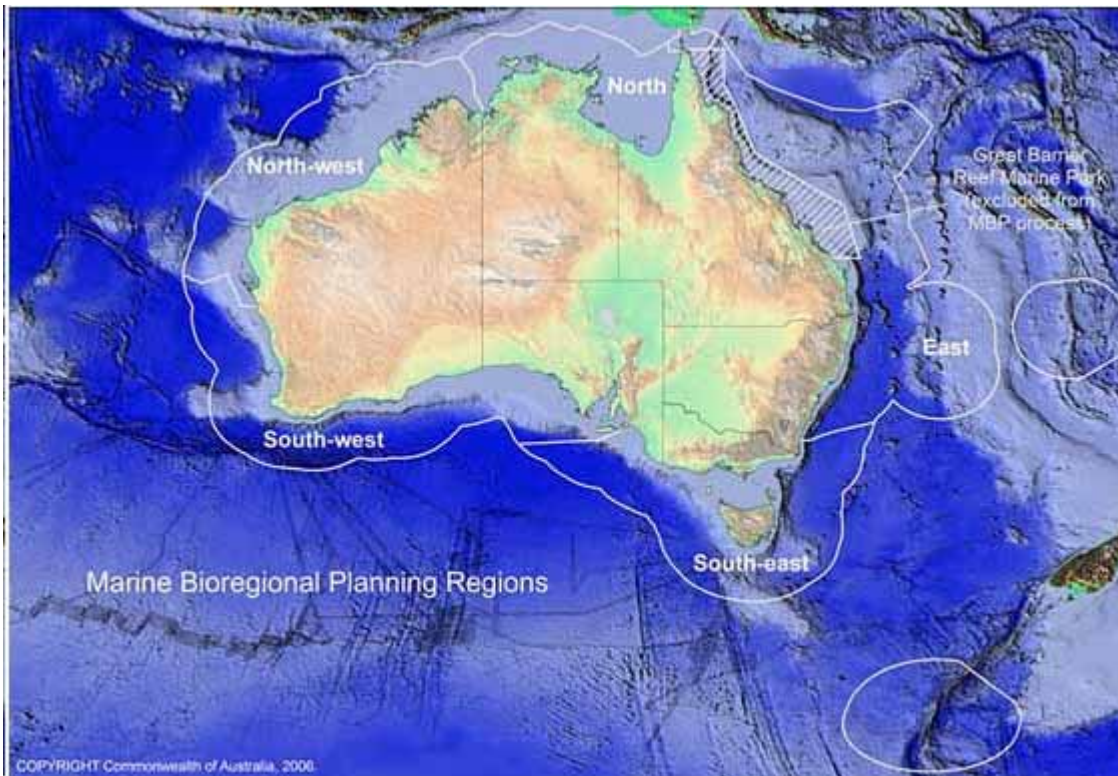 North
North-west
Great Barrier
Reef Marine Park
(excluded from
MBP process)
East
South-west
South-east
Marine Bioregional Planning Regions
COPYRIGHT Commonwealth of Australia, 2006.